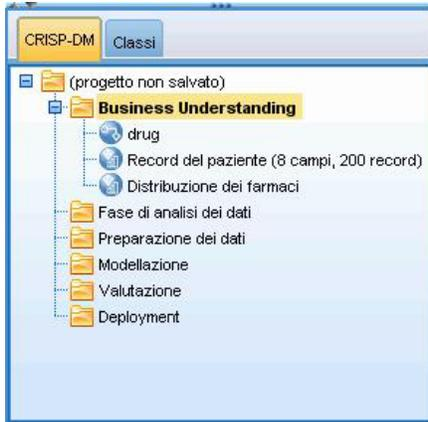 CRISP-DM Classi
(progetto non salvato)
Business Understanding
drug
Record del paziente (8 campi, 200 record)
Distribuzione dei farmaci
Fase di analisi dei dati
Preparazione dei dati
Modellazione
Valutazione
Deployment